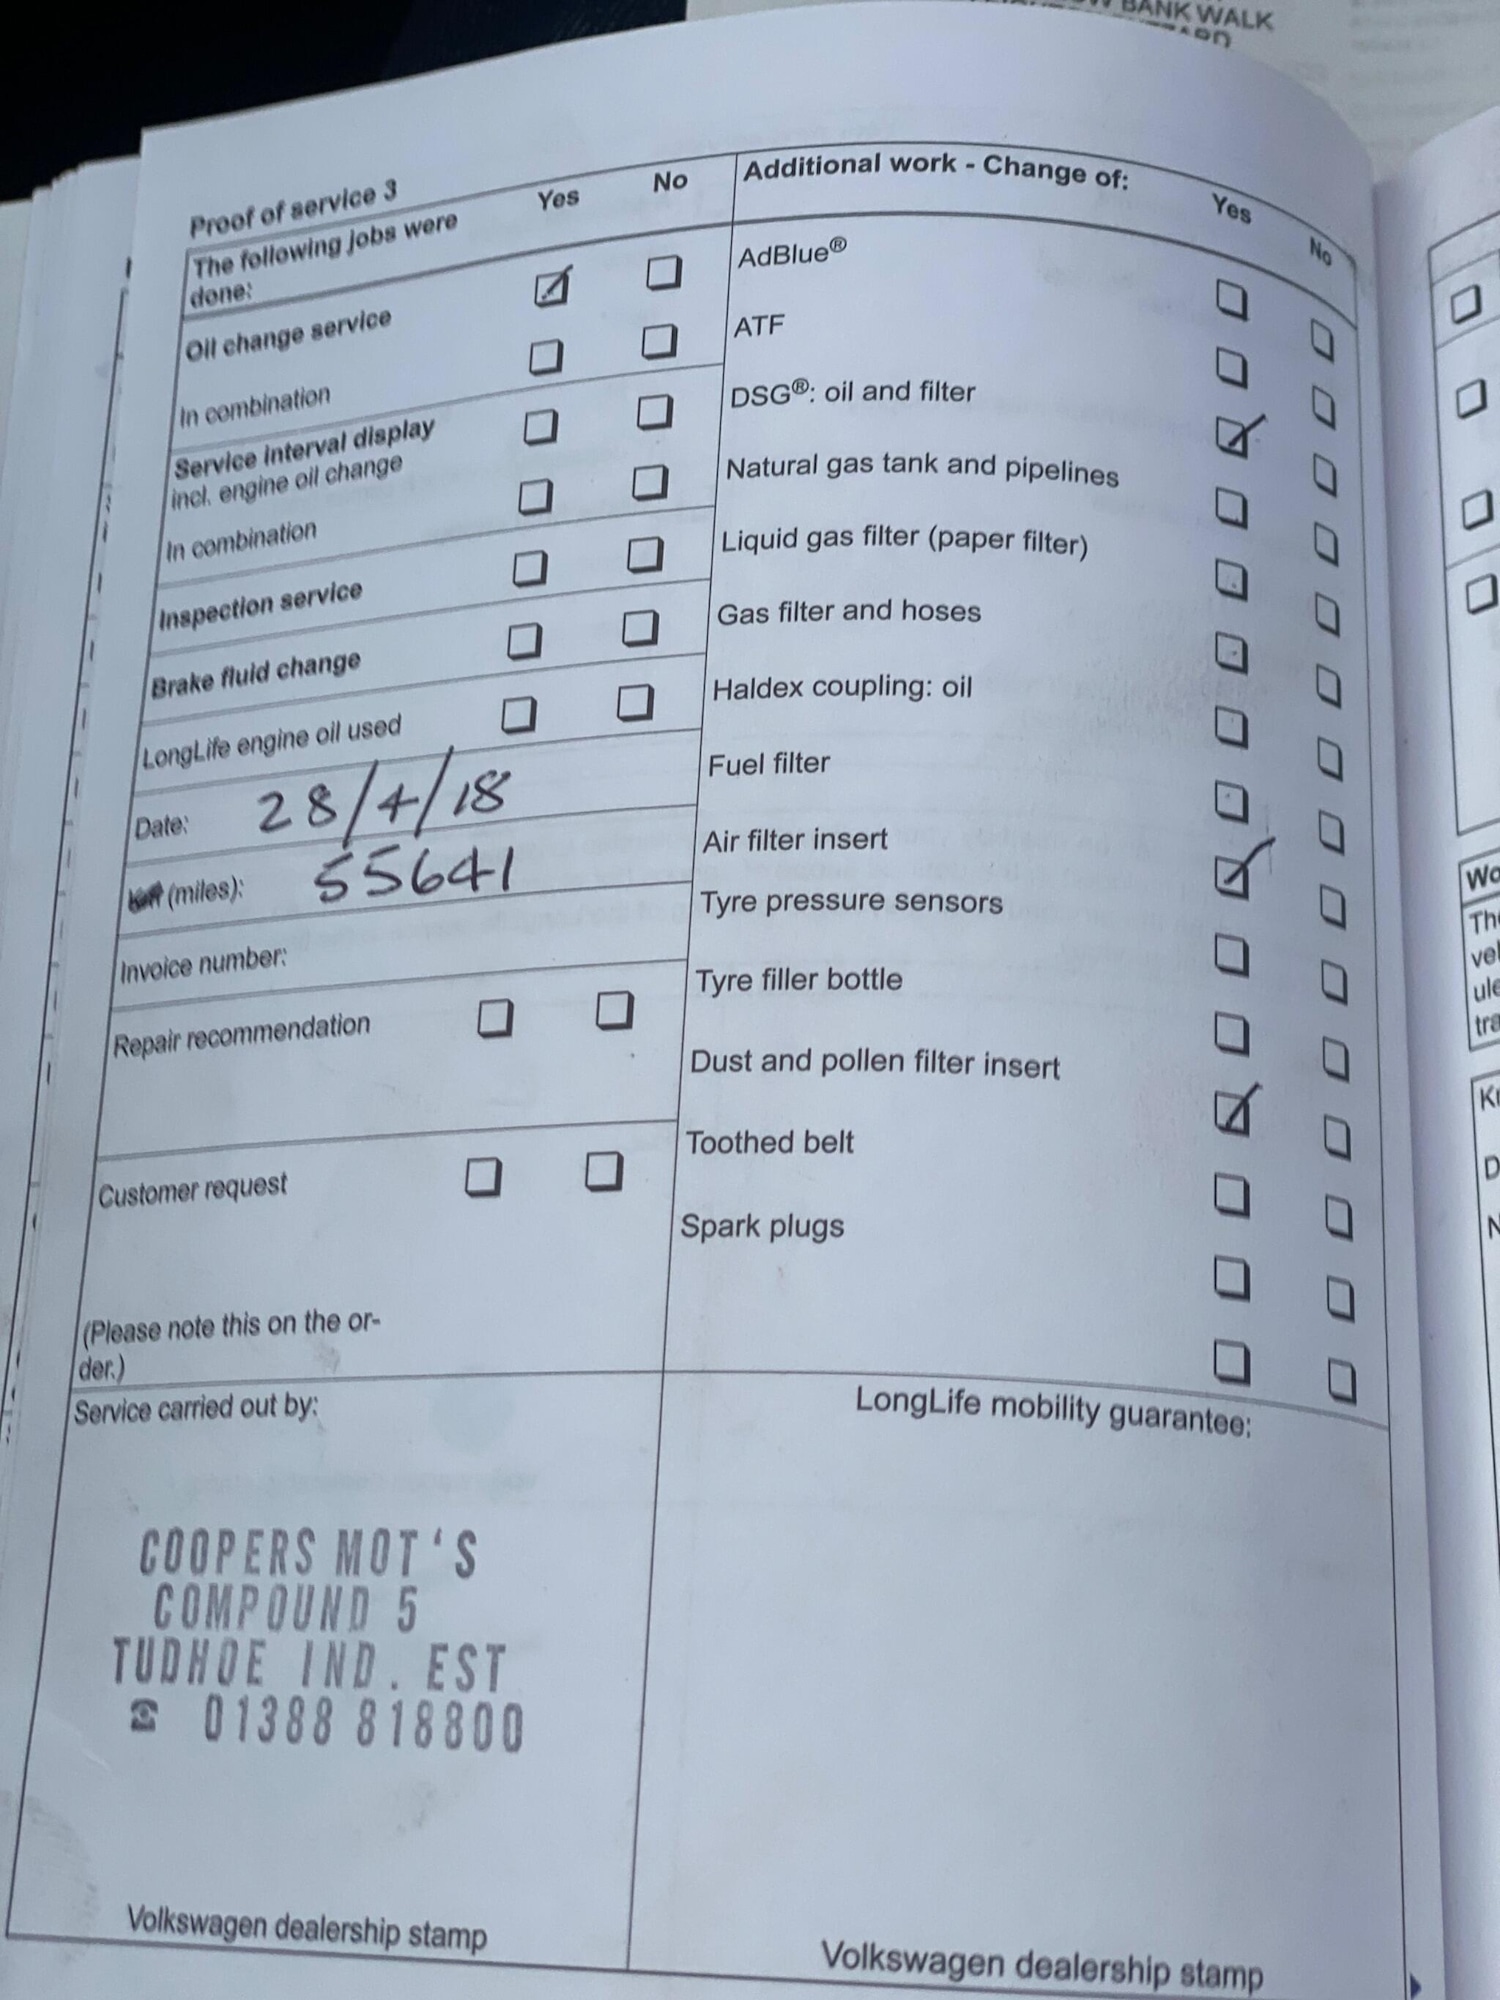 BANK WALK
Proof of service 3
The following jobs were
done:
Yes
No
Oil change service
In combination
Service interval display
incl. engine oil change
In combination
Inspection service
Brake fluid change
LongLife engine oil used
Date: 28/4/18
(miles): 55641
Invoice number:
Repair recommendation
Customer request
(Please note this on the or-
der.)
Service carried out by:
COOPERS MOT'S
COMPOUND 5
TUDHOE IND. EST
☎ 01388 818800
Volkswagen dealership stamp
Additional work - Change of:
Yes
No
AdBlue®
ATF
DSG®: oil and filter
Natural gas tank and pipelines
Liquid gas filter (paper filter)
Gas filter and hoses
Haldex coupling: oil
Fuel filter
Air filter insert
Tyre pressure sensors
Tyre filler bottle
Dust and pollen filter insert
Toothed belt
Spark plugs
LongLife mobility guarantee:
Volkswagen dealership stamp